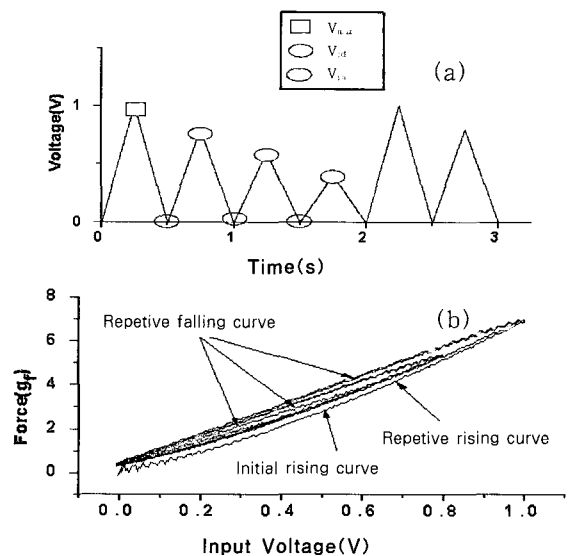 (a)
Voltage(V)
1
0
0
1
2
3
Time(s)
(b)
Force(gf)
8
6
4
2
0
Repetive falling curve
Repetive rising curve
Initial rising curve
0.0
0.2
0.4
0.6
0.8
1.0
Input Voltage(V)